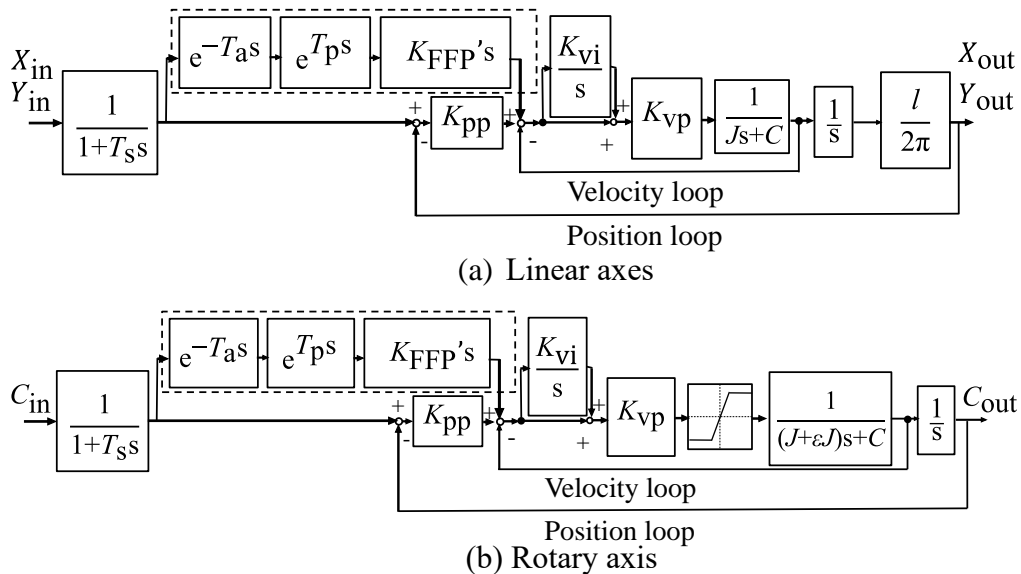 X_in
Y_in
1
1+T_s s
e^{-T_a s}
e^{T_p s}
K_FFP's
+
-
K_pp
+
-
K_vi
s
+
+
K_vp
1
Js+C
1
s
l
2π
X_out
Y_out
Velocity loop
Position loop
(a) Linear axes
C_in
1
1+T_s s
e^{-T_a s}
e^{T_p s}
K_FFP's
+
-
K_pp
+
-
K_vi
s
+
+
K_vp
1
(J+εJ)s+C
1
s
C_out
Velocity loop
Position loop
(b) Rotary axis